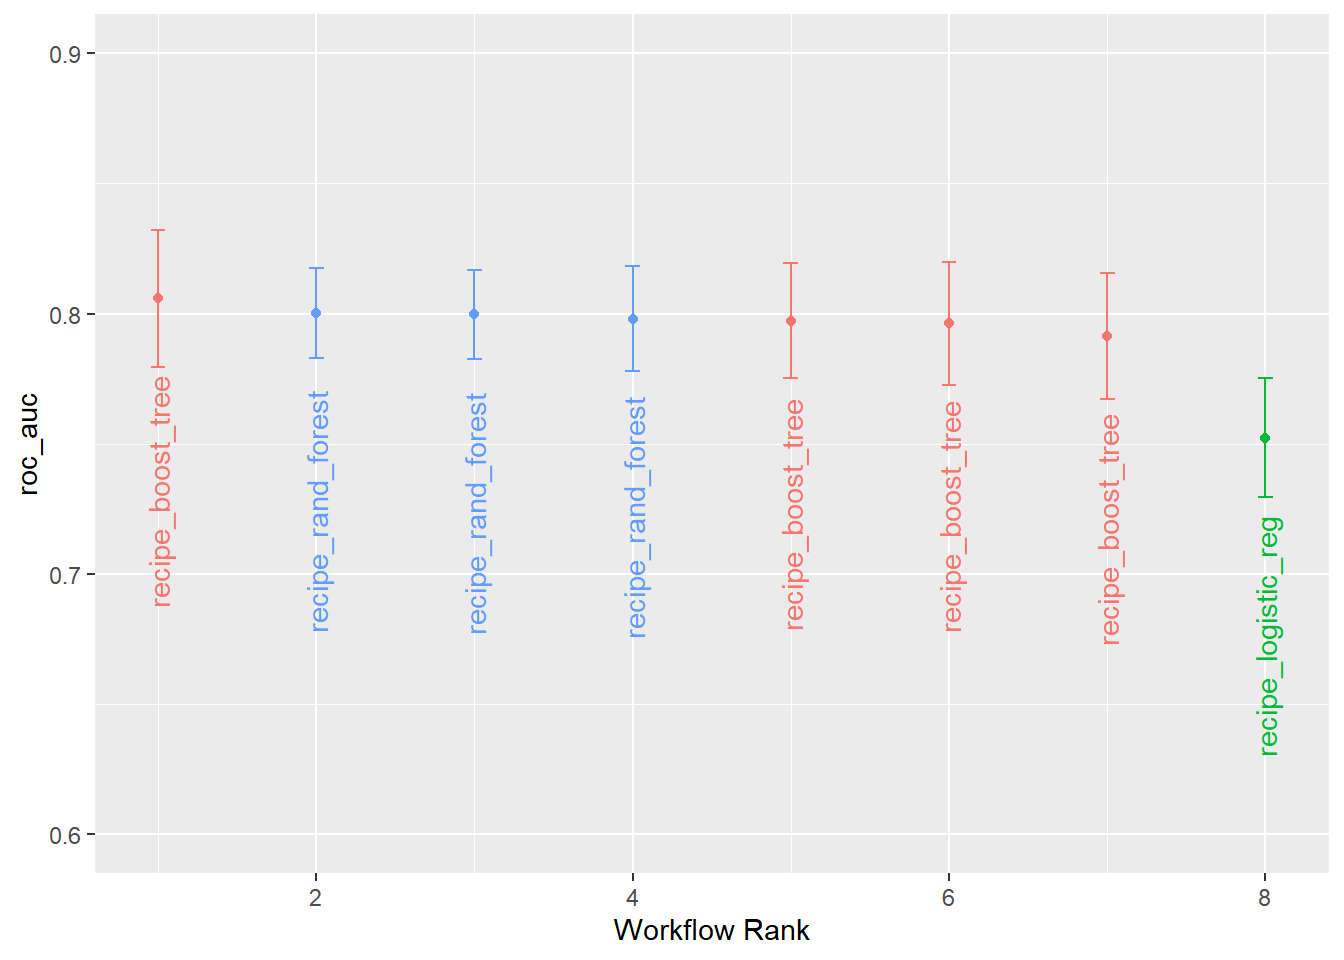 0.9
0.8
0.7
0.6
roc_auc
recipe_boost_tree
recipe_rand_forest
recipe_rand_forest
recipe_rand_forest
recipe_boost_tree
recipe_boost_tree
recipe_boost_tree
recipe_logistic_reg
2
4
6
8
Workflow Rank